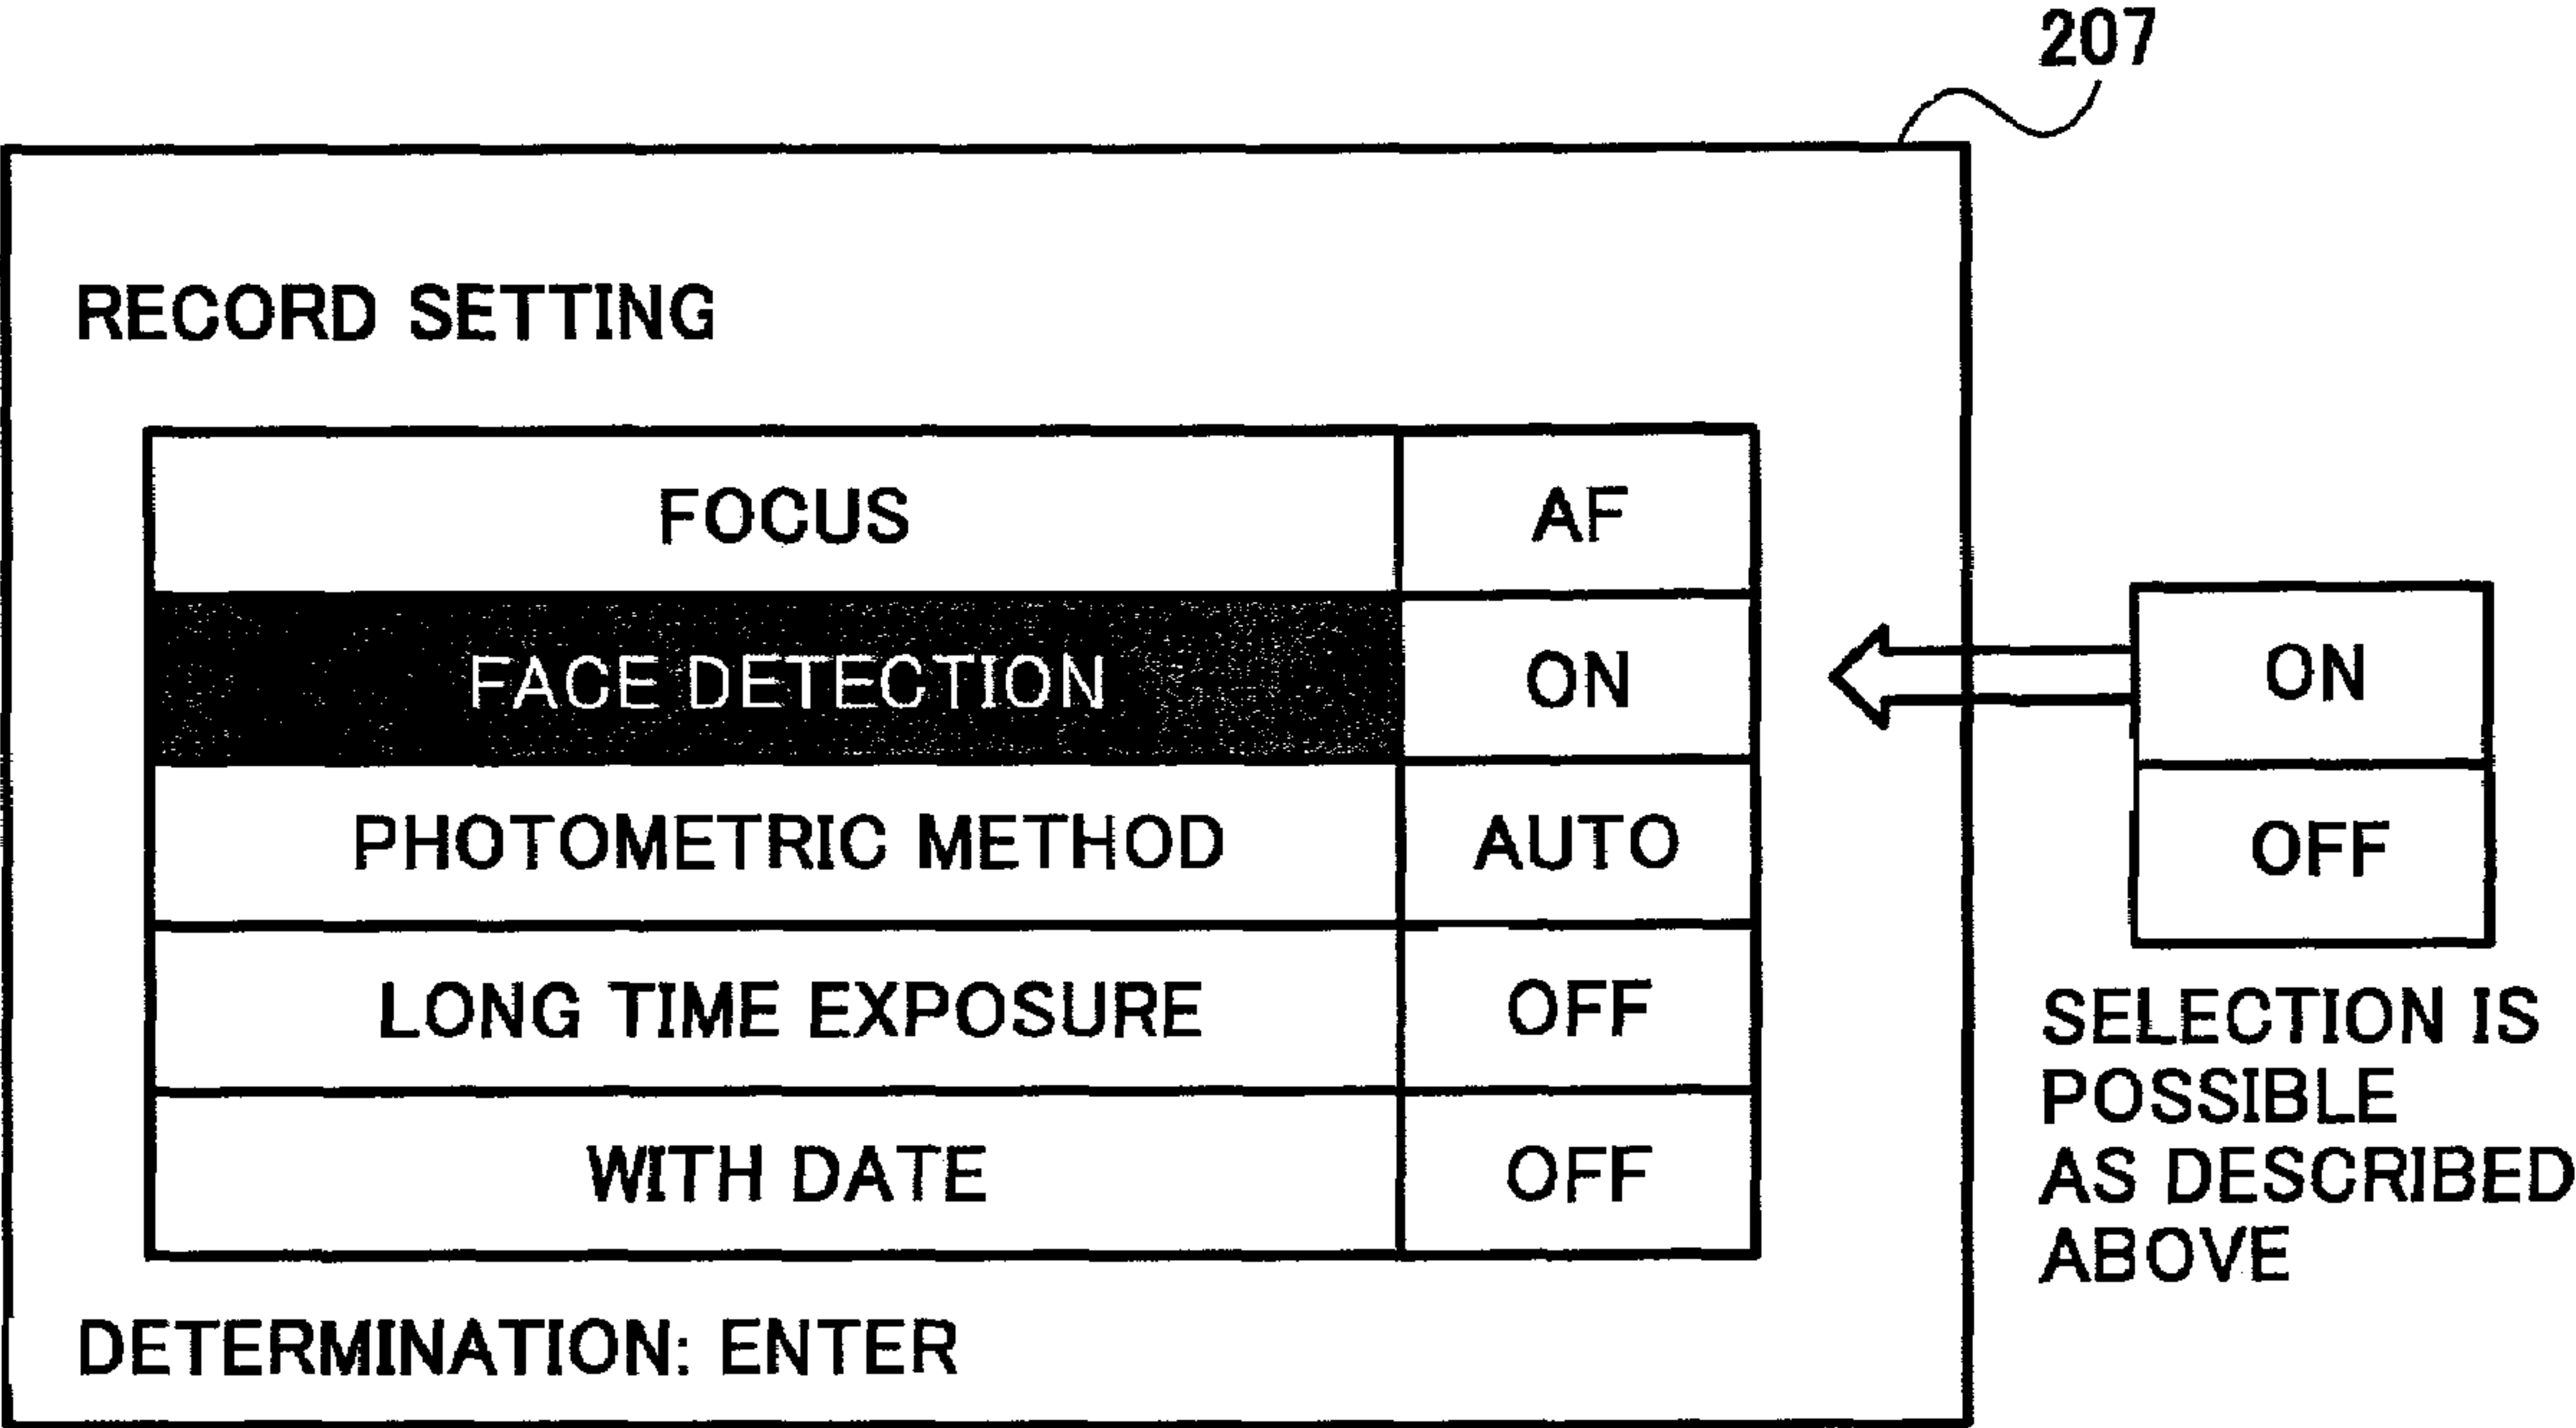 207
RECORD SETTING
FOCUS AF
FACE DETECTION ON
PHOTOMETRIC METHOD AUTO
LONG TIME EXPOSURE OFF
WITH DATE OFF
DETERMINATION: ENTER
ON
OFF
SELECTION IS
POSSIBLE
AS DESCRIBED
ABOVE